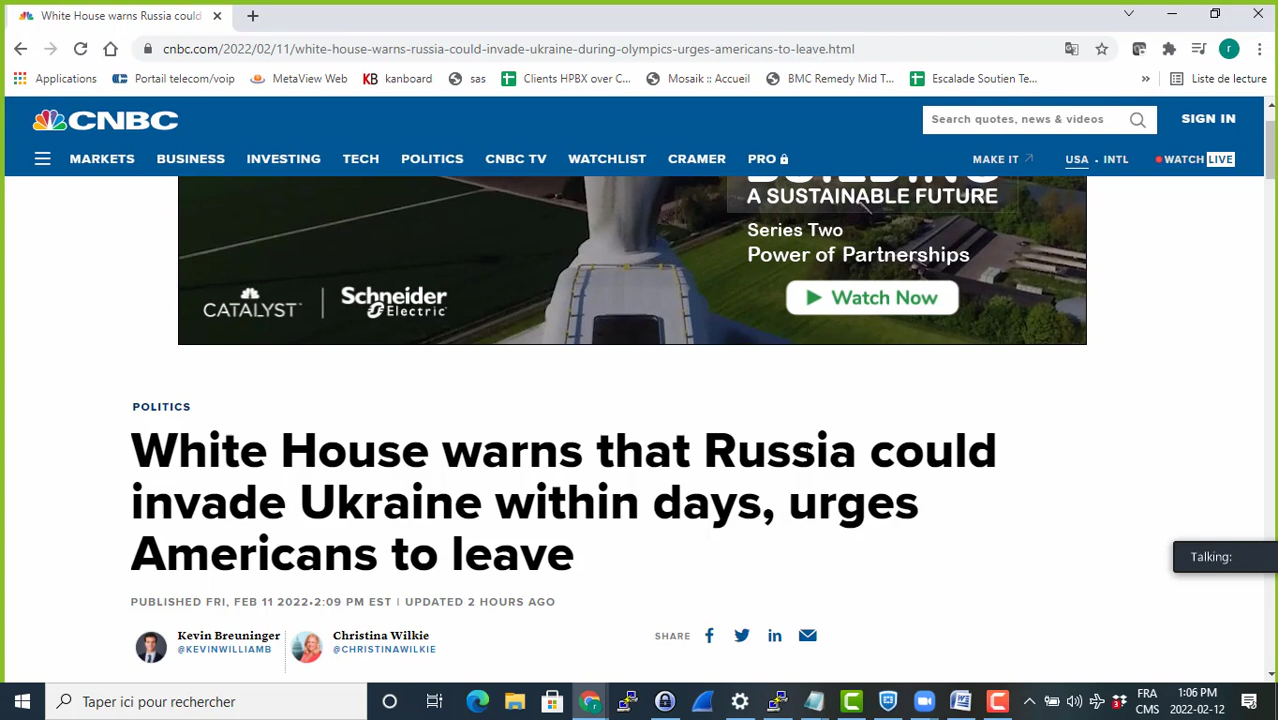 White House warns Russia could
cnbc.com/2022/02/11/white-house-warns-russia-could-invade-ukraine-during-olympics-urges-americans-to-leave.html
r
Applications Portail telecom/voip MetaView Web KB kanboard sas Clients HPBX over C... Mosaik :: Accueil BMC Remedy Mid T... Escalade Soutien Te... » Liste de lecture
CNBC Search quotes, news & videos SIGN IN
MARKETS BUSINESS INVESTING TECH POLITICS CNBC TV WATCHLIST CRAMER PRO MAKE IT USA • INTL WATCH LIVE
BUILDING
A SUSTAINABLE FUTURE
Series Two
Power of Partnerships
CATALYST Schneider Electric Watch Now
POLITICS
White House warns that Russia could
invade Ukraine within days, urges
Americans to leave
Talking:
PUBLISHED FRI, FEB 11 2022•2:09 PM EST | UPDATED 2 HOURS AGO
Kevin Breuninger Christina Wilkie SHARE
@KEVINWILLIAMB @CHRISTINAWILKIE
Taper ici pour rechercher FRA 1:06 PM
CMS 2022-02-12